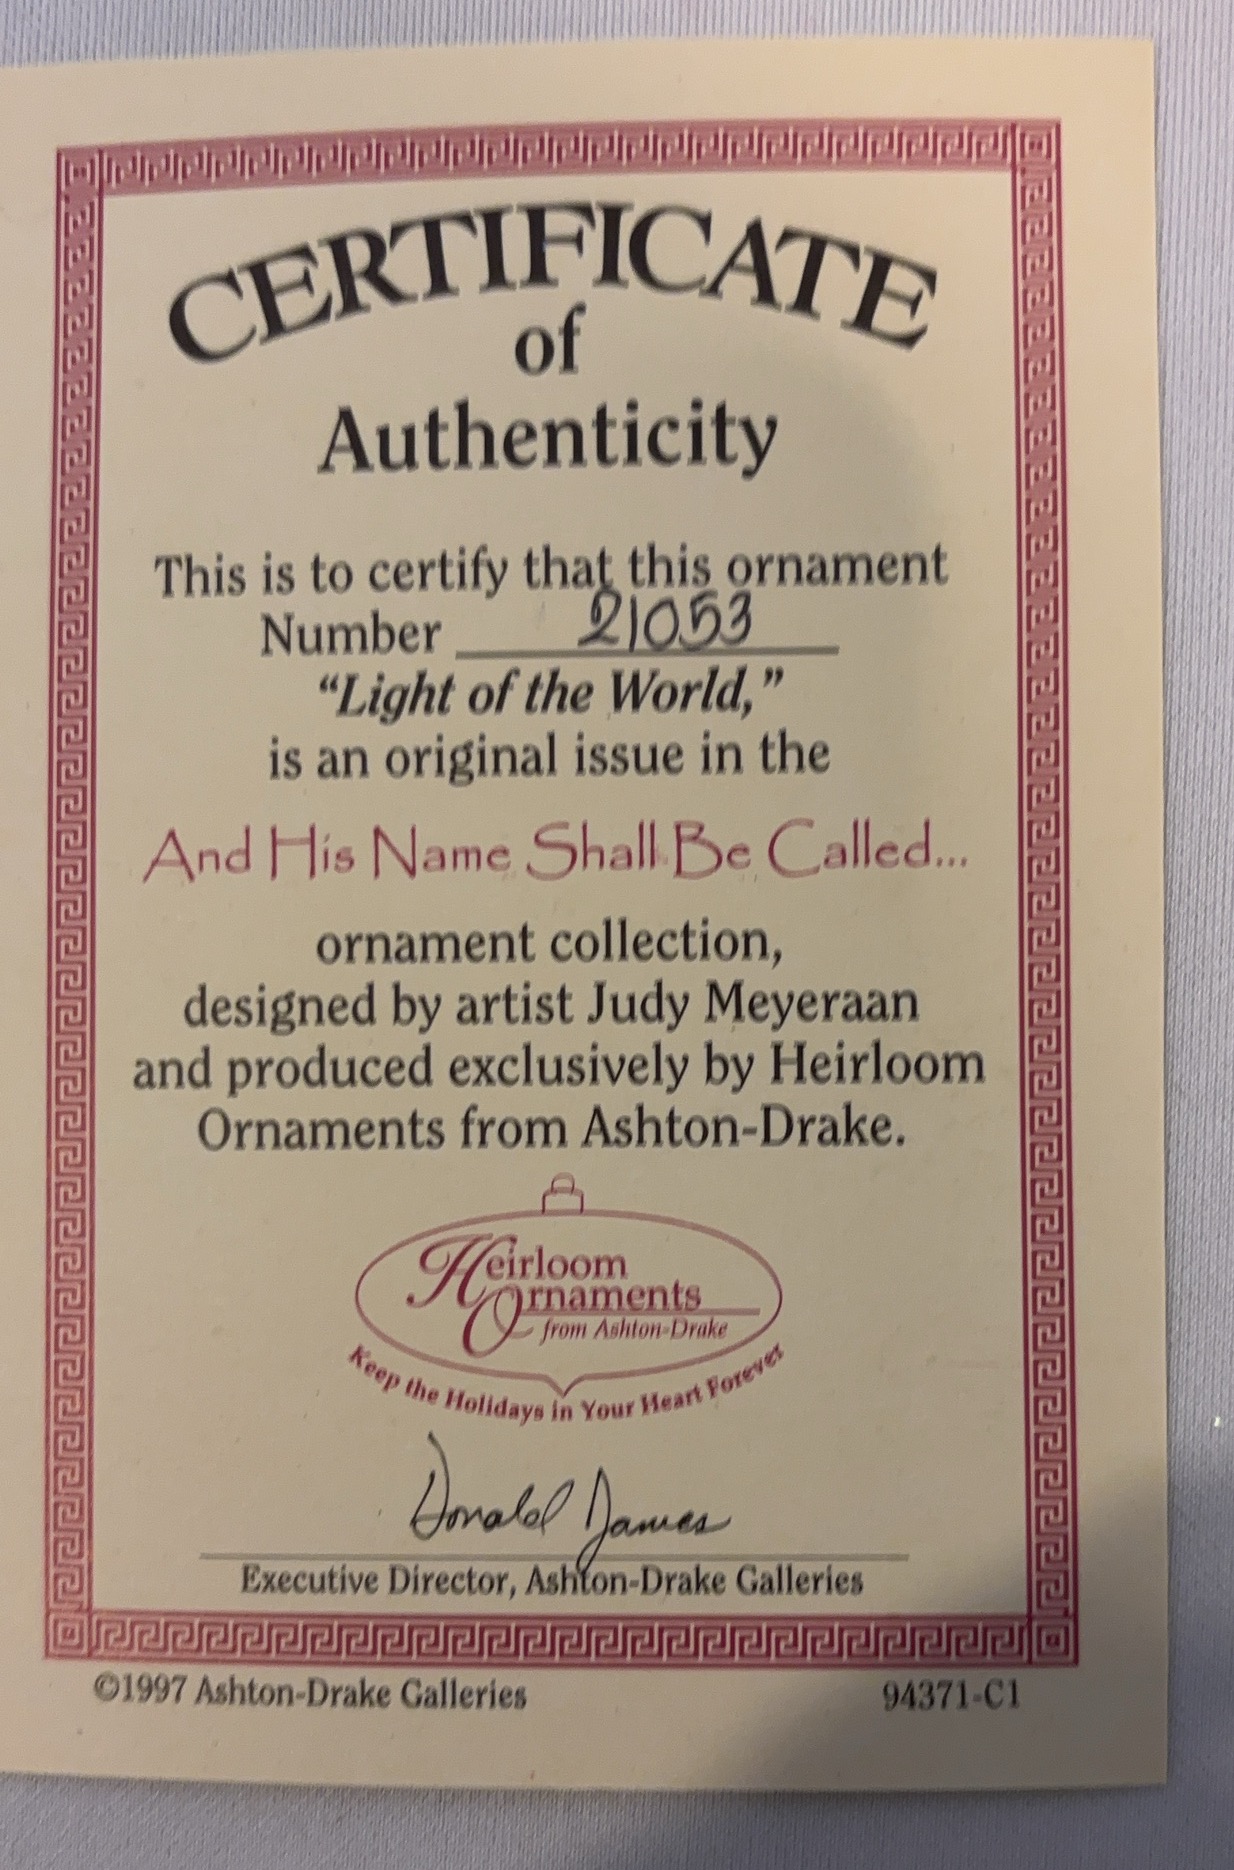 CERTIFICATE
of
Authenticity
This is to certify that this ornament
Number 21053
“Light of the World,”
is an original issue in the
And His Name Shall Be Called...
ornament collection,
designed by artist Judy Meyeraan
and produced exclusively by Heirloom
Ornaments from Ashton-Drake.
Heirloom
Ornaments
from Ashton-Drake
Keep the Holidays in Your Heart Forever
Donald James
Executive Director, Ashton-Drake Galleries
©1997 Ashton-Drake Galleries 94371-C1